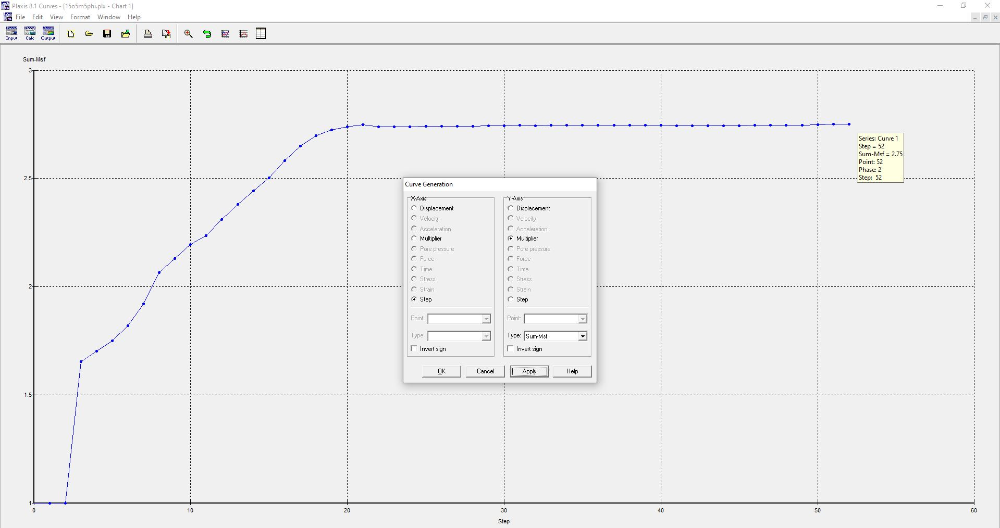 Plaxis 8.1 Curves - [15o5m5phi.plx - Chart 1]
File Edit View Format Window Help
Input Calc Output
Sum-Msf
3
2.5
2
1.5
1
Series: Curve 1
Step = 52
Sum-Msf = 2.75
Point: 52
Phase: 2
Step: 52
Curve Generation
X-Axis
Displacement
Velocity
Acceleration
Multiplier
Pore pressure
Force
Time
Stress
Strain
Step
Point:
Type:
Invert sign
Y-Axis
Displacement
Velocity
Acceleration
Multiplier
Pore pressure
Force
Time
Stress
Strain
Step
Point:
Type: Sum-Msf
Invert sign
OK Cancel Apply Help
0 10 20 30 40 50 60
Step